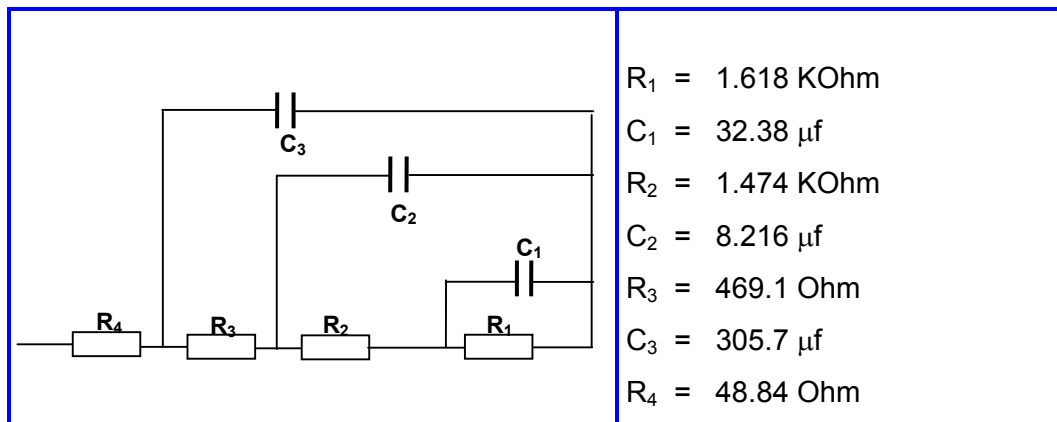 C₃
C₂
C₁
R₄
R₃
R₂
R₁
R₁ = 1.618 KOhm
C₁ = 32.38 μf
R₂ = 1.474 KOhm
C₂ = 8.216 μf
R₃ = 469.1 Ohm
C₃ = 305.7 μf
R₄ = 48.84 Ohm